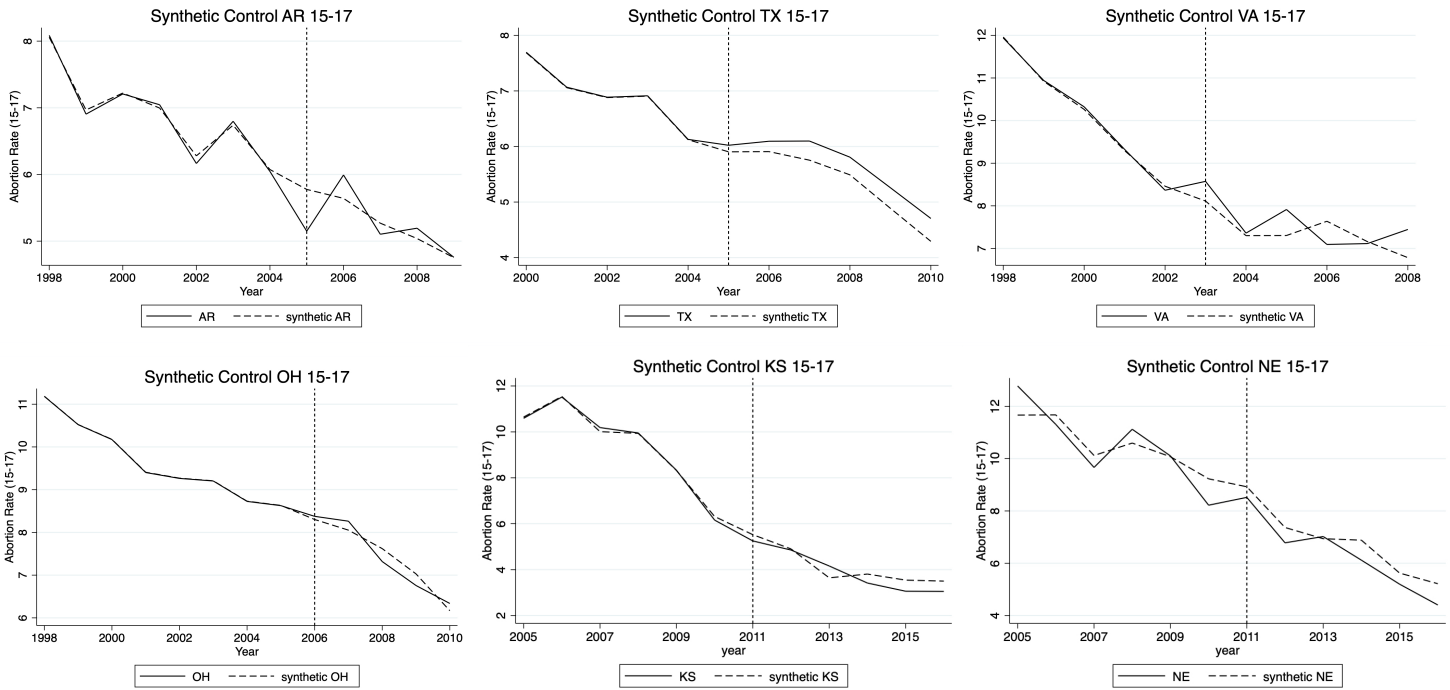 Synthetic Control AR 15-17
Abortion Rate (15-17)
8
7
6
5
1998 2000 2002 2004 2006 2008
Year
AR synthetic AR
Synthetic Control TX 15-17
Abortion Rate (15-17)
8
7
6
5
4
2000 2002 2004 2006 2008 2010
Year
TX synthetic TX
Synthetic Control VA 15-17
Abortion Rate (15-17)
12
11
10
9
8
7
1998 2000 2002 2004 2006 2008
Year
VA synthetic VA
Synthetic Control OH 15-17
Abortion Rate (15-17)
11
10
9
8
7
6
1998 2000 2002 2004 2006 2008 2010
Year
OH synthetic OH
Synthetic Control KS 15-17
Abortion Rate (15-17)
12
10
8
6
4
2
2005 2007 2009 2011 2013 2015
year
KS synthetic KS
Synthetic Control NE 15-17
Abortion Rate (15-17)
12
10
8
6
4
2005 2007 2009 2011 2013 2015
year
NE synthetic NE